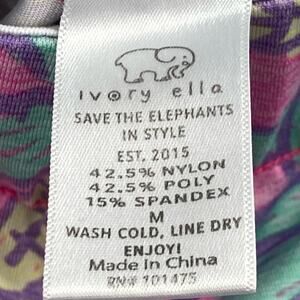 ivory ella
SAVE THE ELEPHANTS
IN STYLE
EST. 2015
42.5% NYLON
42.5% POLY
15% SPANDEX
M
WASH COLD, LINE DRY
ENJOY!
Made in China
RN# 101475